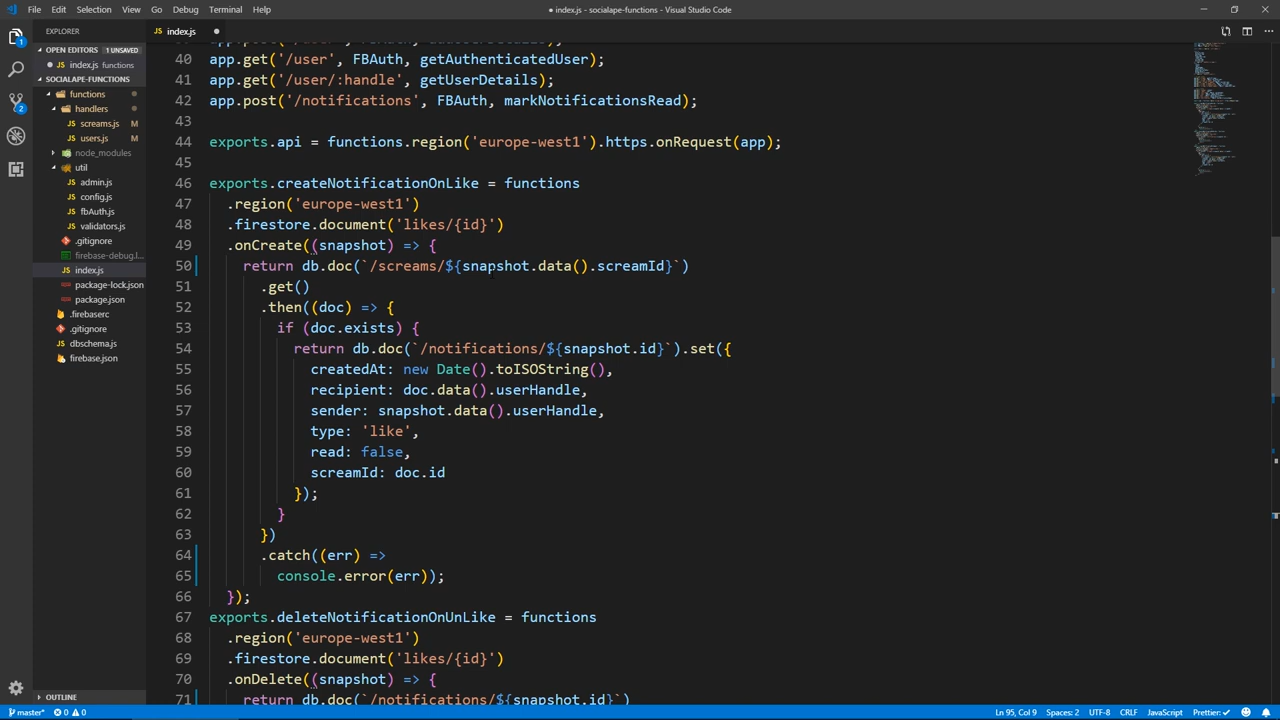 File Edit Selection View Go Debug Terminal Help
● index.js - socialape-functions - Visual Studio Code
EXPLORER
OPEN EDITORS 1 UNSAVED
● JS index.js functions
SOCIALAPE-FUNCTIONS
functions
handlers
JS screams.js M
JS users.js M
node_modules
util
JS admin.js
JS config.js
JS fbAuth.js
JS validators.js
.gitignore
firebase-debug.l...
JS index.js
package-lock.json
package.json
.firebaserc
.gitignore
dbschema.js
firebase.json
OUTLINE
1
2
JS index.js ●
40 app.get('/user', FBAuth, getAuthenticatedUser);
41 app.get('/user/:handle', getUserDetails);
42 app.post('/notifications', FBAuth, markNotificationsRead);
43
44 exports.api = functions.region('europe-west1').https.onRequest(app);
45
46 exports.createNotificationOnLike = functions
47 .region('europe-west1')
48 .firestore.document('likes/{id}')
49 .onCreate((snapshot) => {
50 return db.doc(`/screams/${snapshot.data().screamId}`)
51 .get()
52 .then((doc) => {
53 if (doc.exists) {
54 return db.doc(`/notifications/${snapshot.id}`).set({
55 createdAt: new Date().toISOString(),
56 recipient: doc.data().userHandle,
57 sender: snapshot.data().userHandle,
58 type: 'like',
59 read: false,
60 screamId: doc.id
61 });
62 }
63 })
64 .catch((err) =>
65 console.error(err));
66 });
67 exports.deleteNotificationOnUnLike = functions
68 .region('europe-west1')
69 .firestore.document('likes/{id}')
70 .onDelete((snapshot) => {
71 return db.doc(`/notifications/${snapshot.id}`)
master* 0 0 Ln 95, Col 9 Spaces: 2 UTF-8 CRLF JavaScript Prettier: ✓